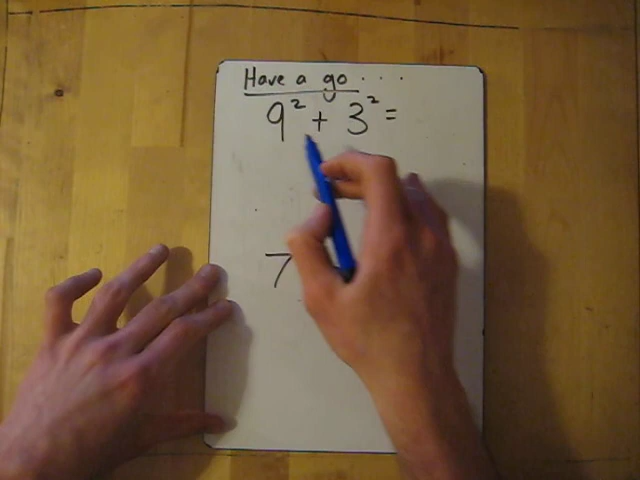 Have a go ....
9² + 3² =
7